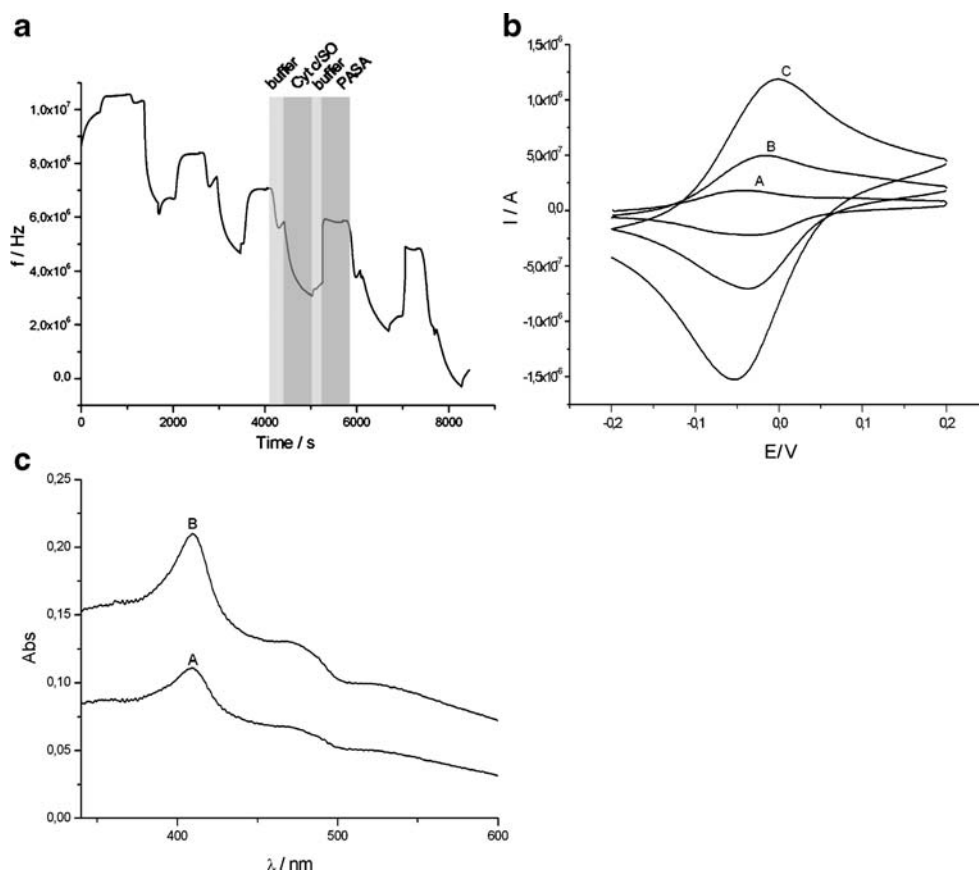 a
buffer
Cyt c/SO
buffer
PASA
1,0x10⁷
8,0x10⁶
6,0x10⁶
4,0x10⁶
2,0x10⁶
0,0
f / Hz
0 2000 4000 6000 8000
Time / s
b
1,5x10⁻⁶
1,0x10⁻⁶
5,0x10⁻⁷
0,0
-5,0x10⁻⁷
-1,0x10⁻⁶
-1,5x10⁻⁶
I / A
C
B
A
-0,2 -0,1 0,0 0,1 0,2
E/V
c
0,25
0,20
0,15
0,10
0,05
0,00
Abs
B
A
400 500 600
λ / nm